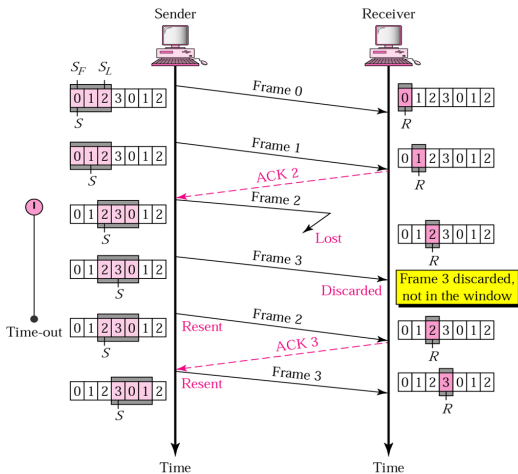 Sender
Receiver
S_F S_L
0 1 2 3 0 1 2
S
Frame 0
0 1 2 3 0 1 2
R
0 1 2 3 0 1 2
S
Frame 1
0 1 2 3 0 1 2
R
ACK 2
0 1 2 3 0 1 2
S
Frame 2
Lost
0 1 2 3 0 1 2
R
0 1 2 3 0 1 2
S
Frame 3
Discarded
Frame 3 discarded,
not in the window
Time-out
0 1 2 3 0 1 2
S
Resent
Frame 2
0 1 2 3 0 1 2
R
ACK 3
0 1 2 3 0 1 2
S
Resent
Frame 3
0 1 2 3 0 1 2
R
Time
Time